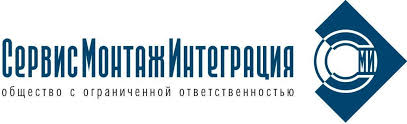 СервисМонтажИнтеграция
общество с ограниченной ответственностью
СМИ